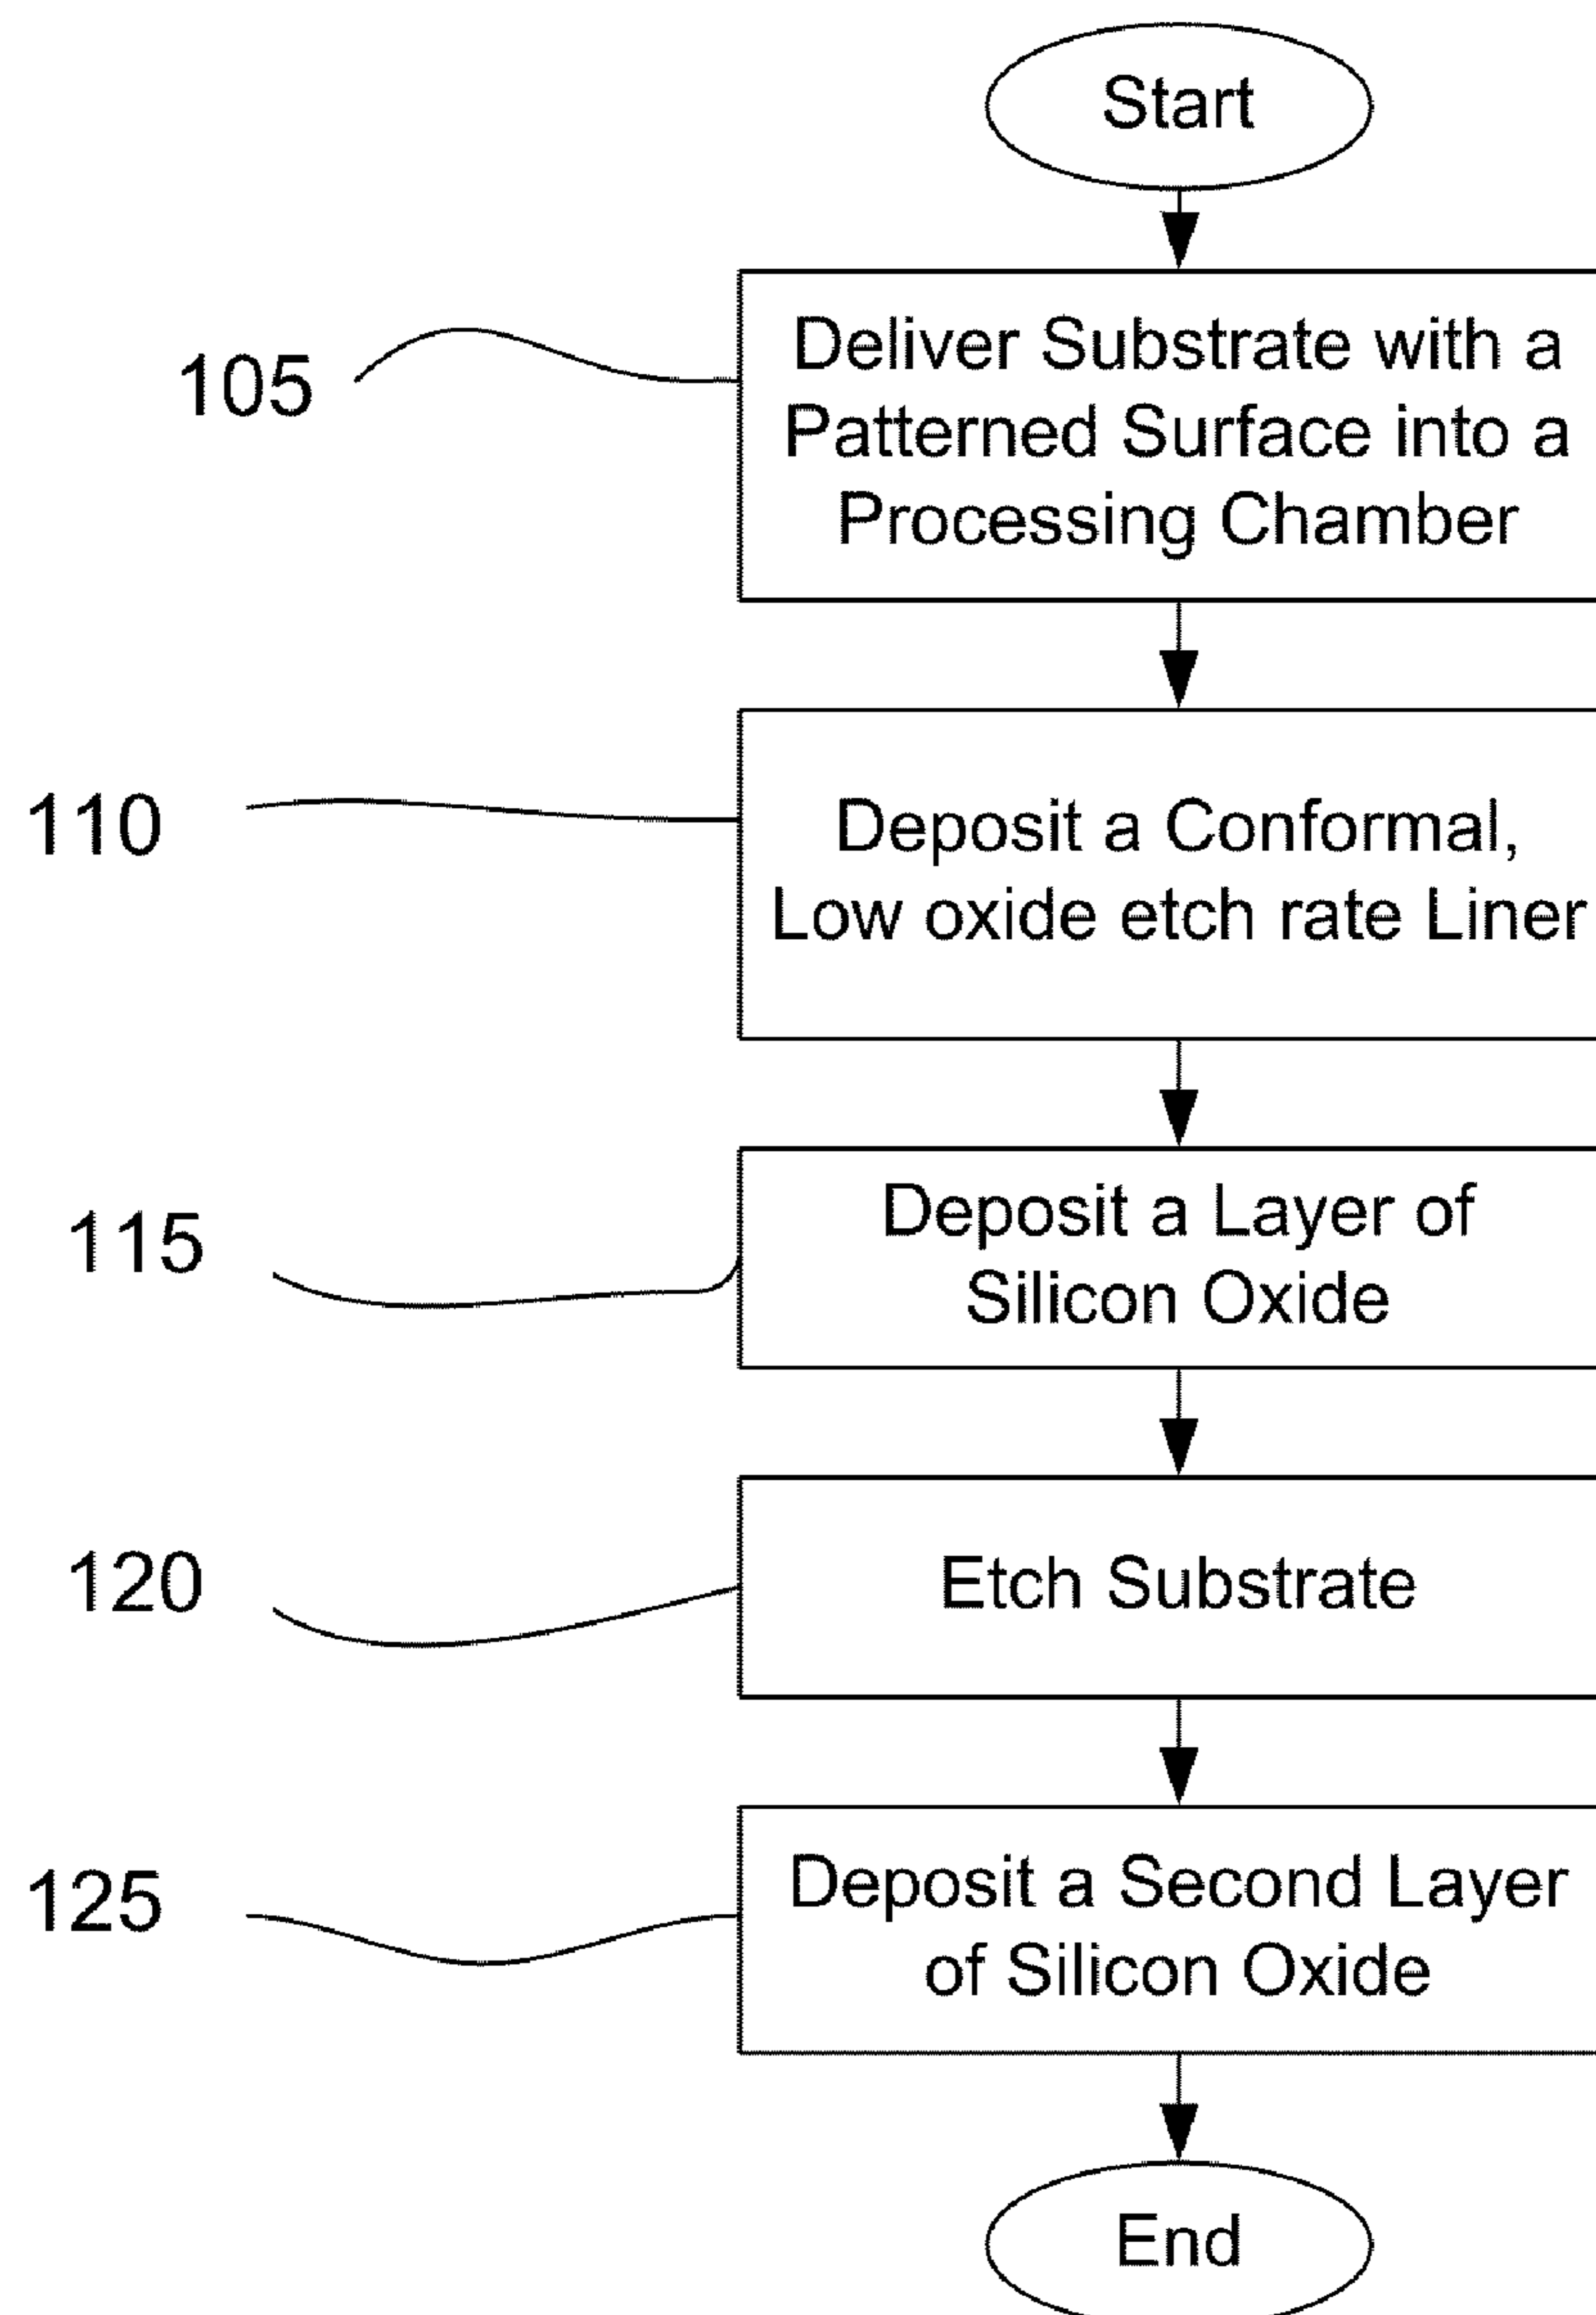 Start
105
Deliver Substrate with a
Patterned Surface into a
Processing Chamber
110
Deposit a Conformal,
Low oxide etch rate Liner
115
Deposit a Layer of
Silicon Oxide
120
Etch Substrate
125
Deposit a Second Layer
of Silicon Oxide
End